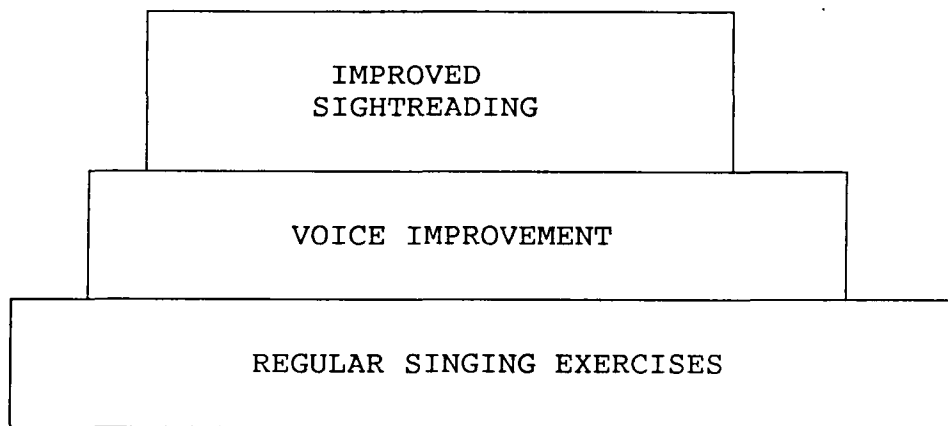 IMPROVED
SIGHTREADING
VOICE IMPROVEMENT
REGULAR SINGING EXERCISES